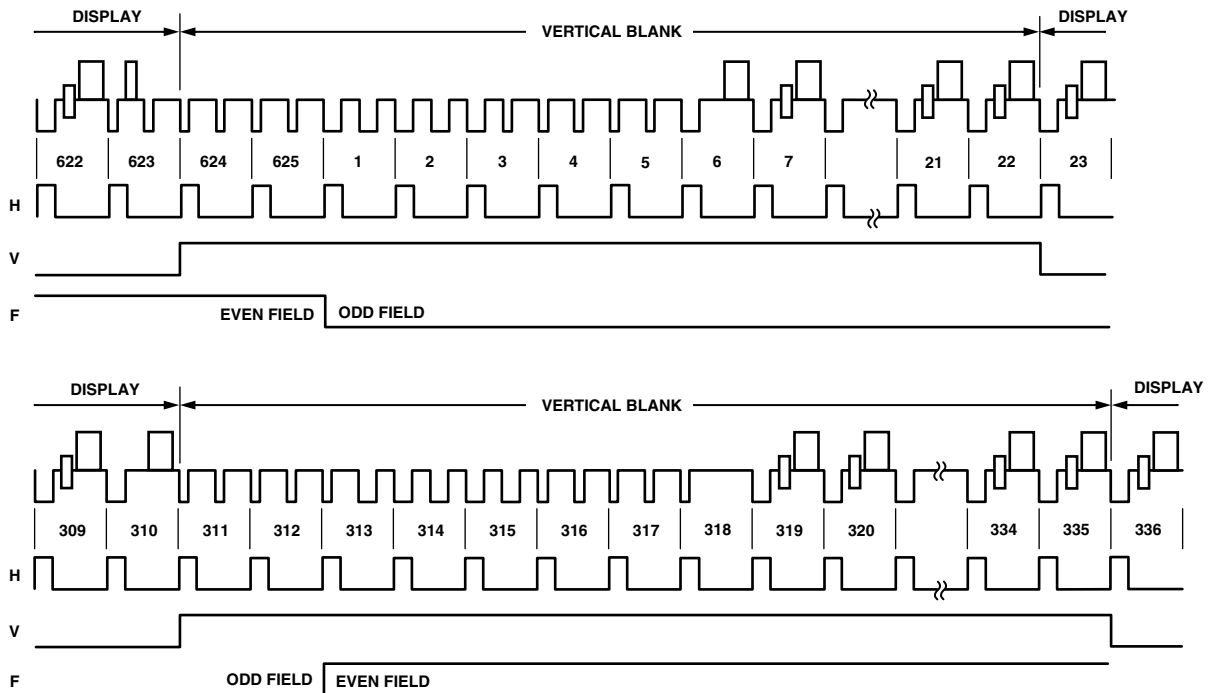 DISPLAY VERTICAL BLANK DISPLAY
622 623 624 625 1 2 3 4 5 6 7 21 22 23
H
V
F EVEN FIELD ODD FIELD
DISPLAY VERTICAL BLANK DISPLAY
309 310 311 312 313 314 315 316 317 318 319 320 334 335 336
H
V
F ODD FIELD EVEN FIELD